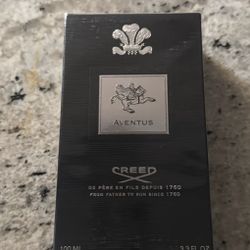 AVENTUS
CREED
DE PÈRE EN FILS DEPUIS 1760
FROM FATHER TO SON SINCE 1760
100 ML 3.3 FL OZ